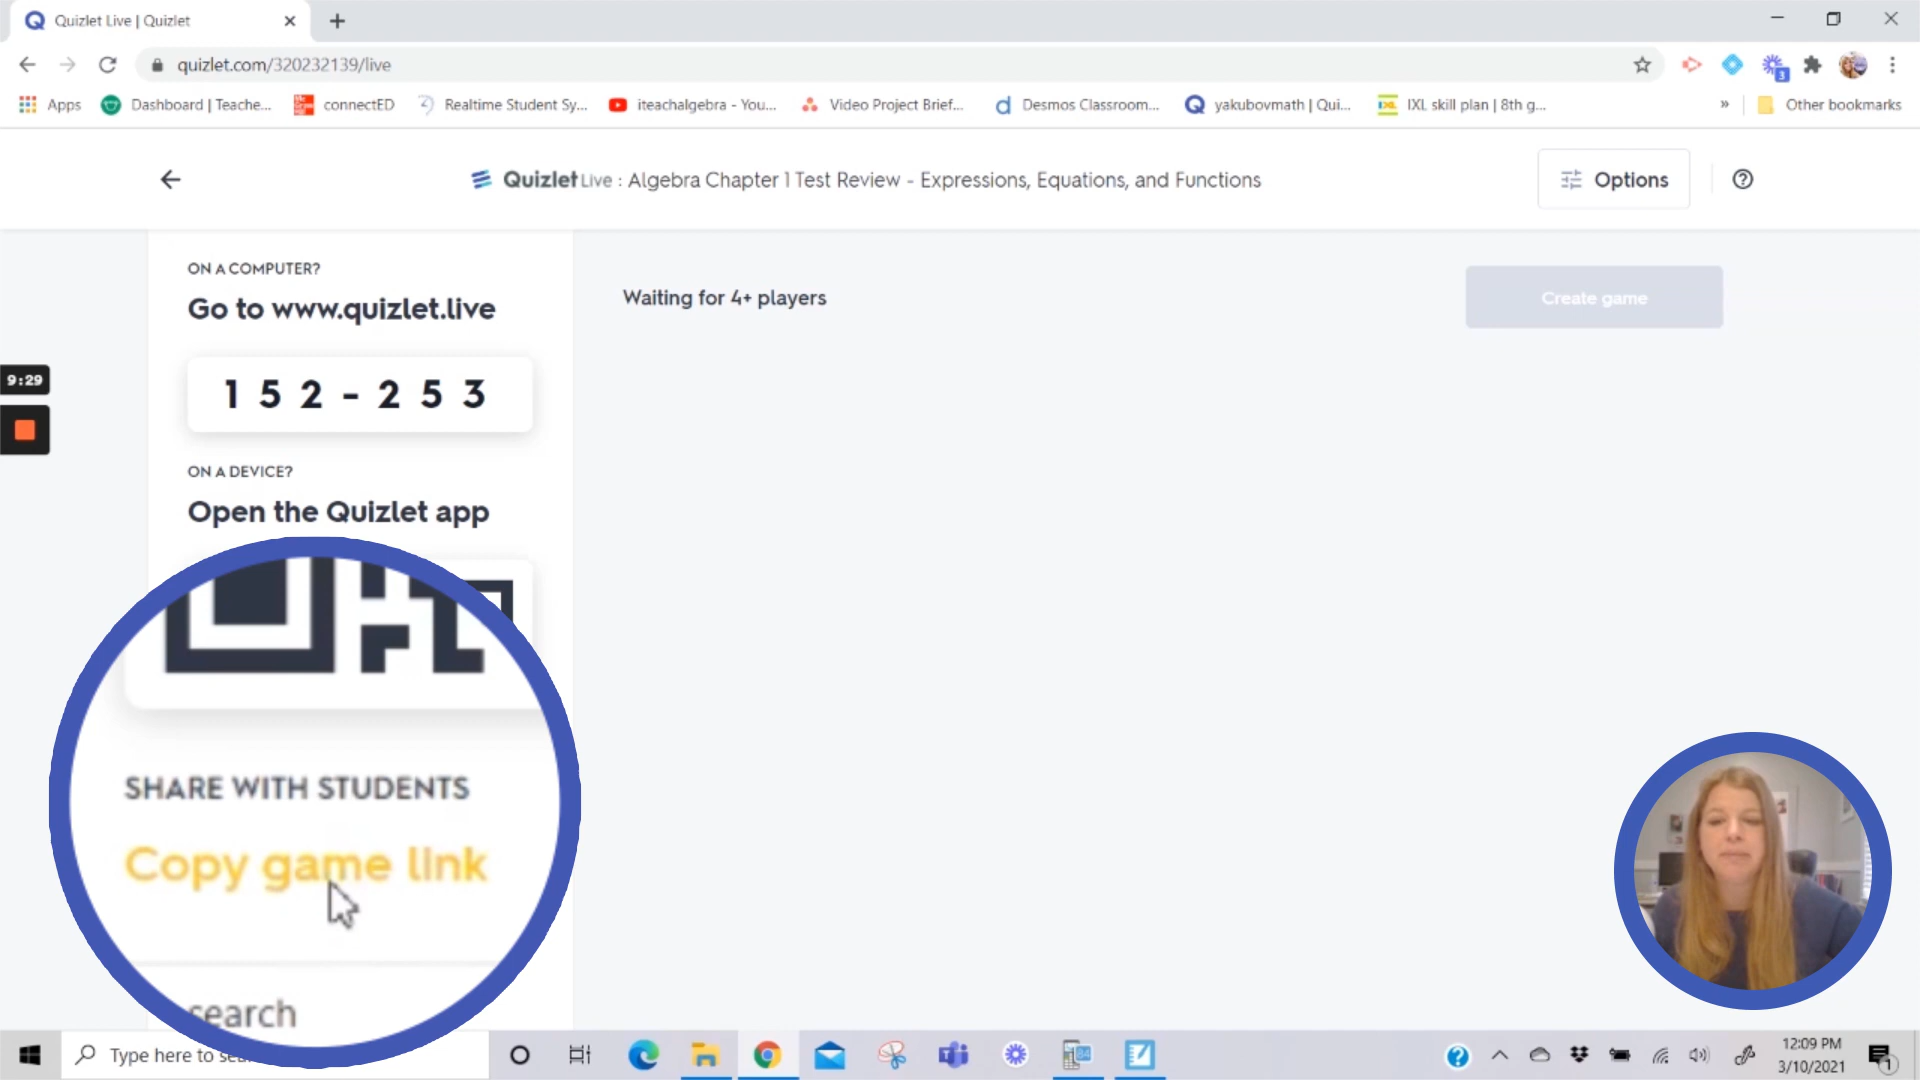 Quizlet Live | Quizlet
quizlet.com/320232139/live
3
Apps
Dashboard | Teache...
connectED
Realtime Student Sy...
iteachalgebra - You...
Video Project Brief...
Desmos Classroom...
yakubovmath | Qui...
IXL skill plan | 8th g...
»
Other bookmarks
Quizlet Live : Algebra Chapter 1 Test Review - Expressions, Equations, and Functions
Options
ON A COMPUTER?
Go to www.quizlet.live
Waiting for 4+ players
Create game
9:29
152-253
ON A DEVICE?
Open the Quizlet app
SHARE WITH STUDENTS
Copy game link
search
Type here to sea
12:09 PM
3/10/2021
1